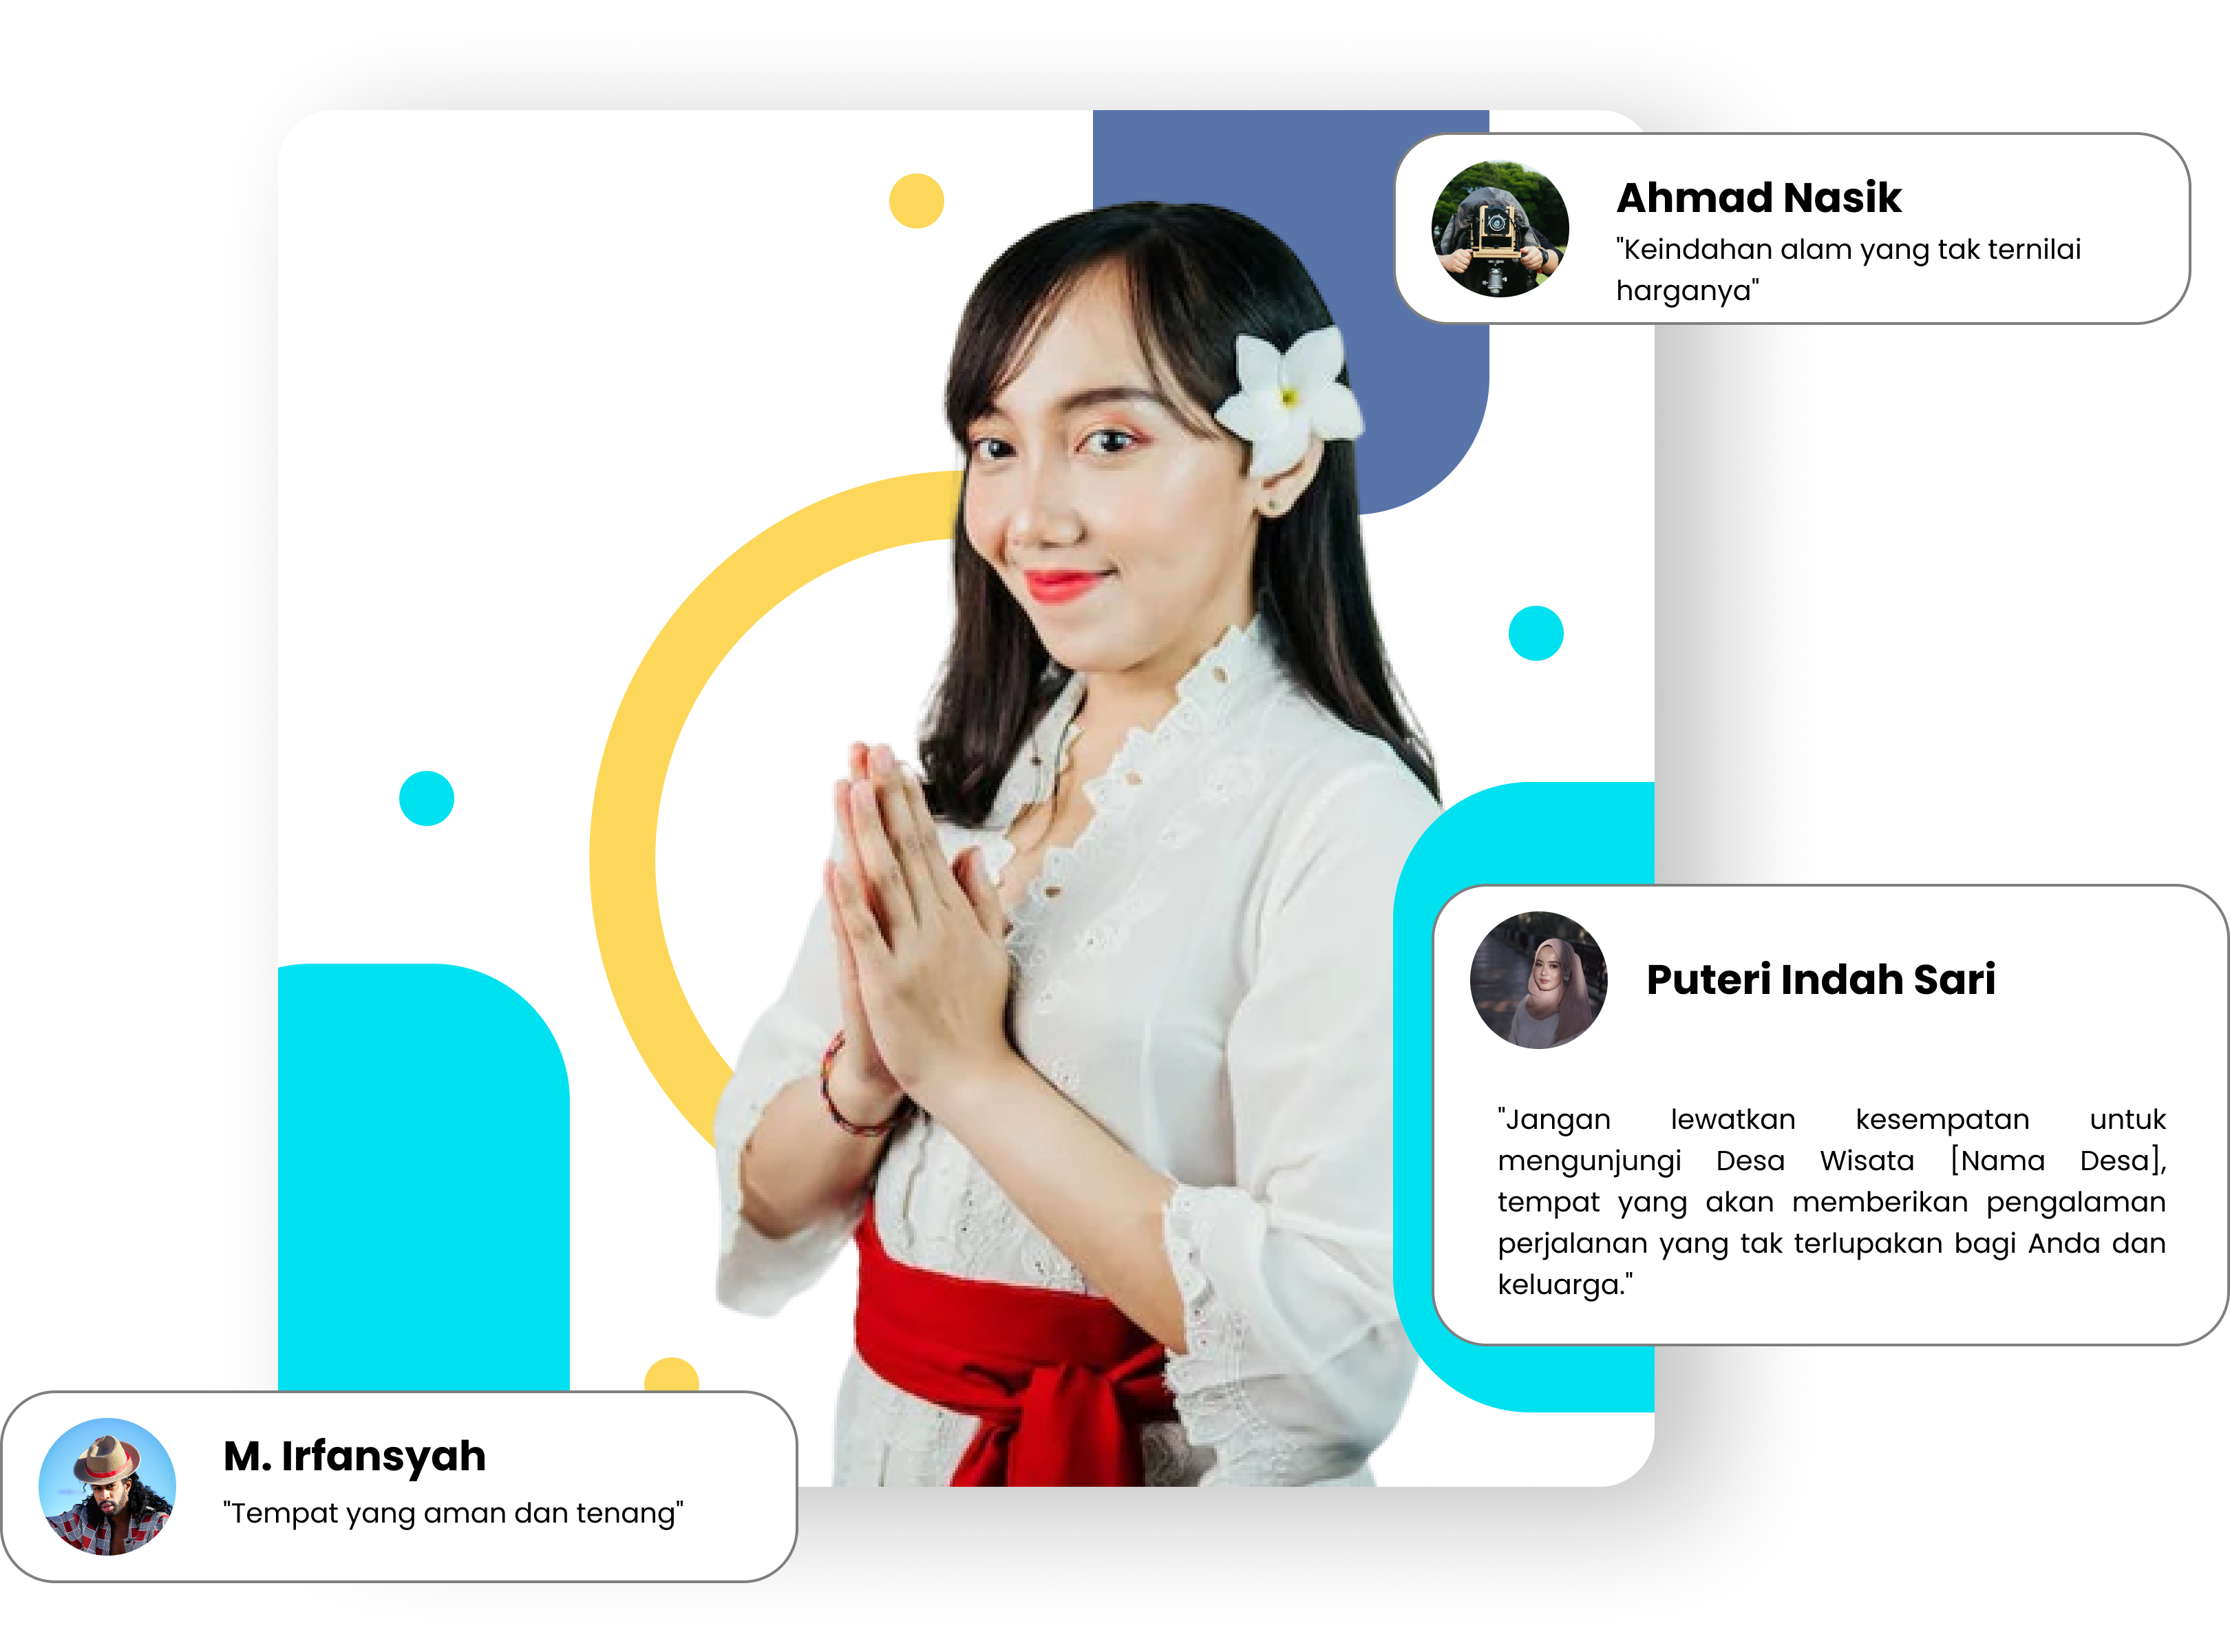 Ahmad Nasik
"Keindahan alam yang tak ternilai
harganya"
Puteri Indah Sari
"Jangan lewatkan kesempatan untuk
mengunjungi Desa Wisata [Nama Desa],
tempat yang akan memberikan pengalaman
perjalanan yang tak terlupakan bagi Anda dan
keluarga."
M. Irfansyah
"Tempat yang aman dan tenang"